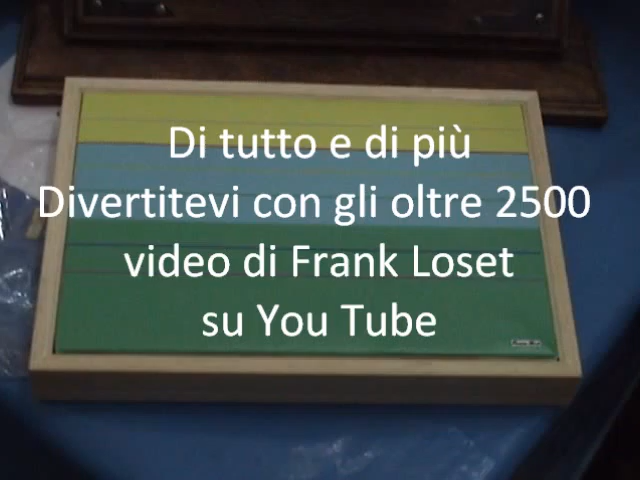 Di tutto e di più
Divertitevi con gli oltre 2500
video di Frank Loset
su You Tube